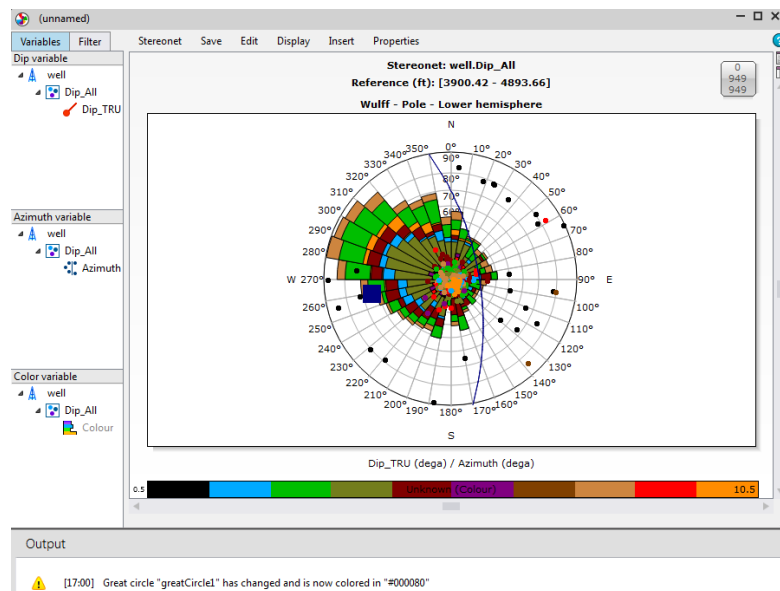 (unnamed)
Variables Filter Stereonet Save Edit Display Insert Properties
Dip variable
well
Dip_All
Dip_TRU
Azimuth variable
well
Dip_All
Azimuth
Color variable
well
Dip_All
Colour
Stereonet: well.Dip_All
Reference (ft): [3900.42 - 4893.66]
Wulff - Pole - Lower hemisphere
0
949
949
N
0°
10°
20°
30°
40°
50°
60°
70°
80°
90° E
100°
110°
120°
130°
140°
150°
160°
170°
180°
190°
200°
210°
220°
230°
240°
250°
260°
W 270°
280°
290°
300°
310°
320°
330°
340°
350°
90°
80°
70°
60°
S
Dip_TRU (dega) / Azimuth (dega)
0.5 unknown (Colour) 10.5
Output
[17:00] Great circle "greatCircle1" has changed and is now colored in "#000080"